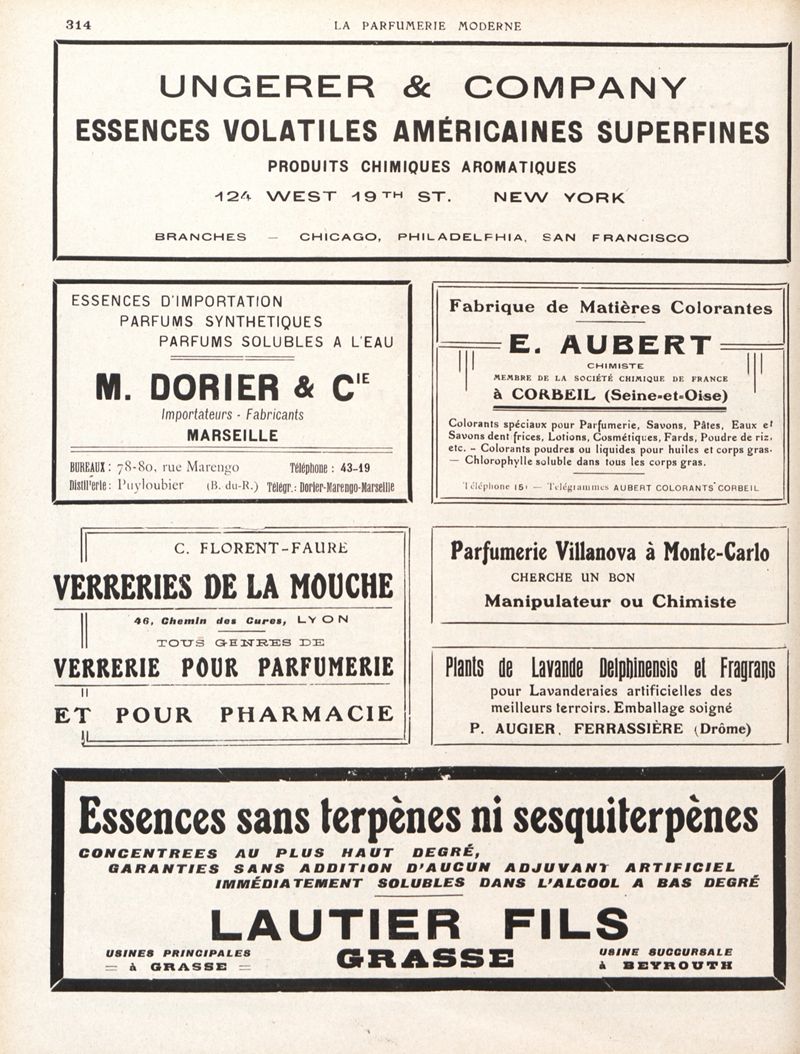 314
LA PARFUMERIE MODERNE
UNGERER & COMPANY
ESSENCES VOLATILES AMÉRICAINES SUPERFINES
PRODUITS CHIMIQUES AROMATIQUES
124 WEST 19TH ST. NEW YORK
BRANCHES — CHICAGO, PHILADELFHIA, SAN FRANCISCO
ESSENCES D'IMPORTATION
PARFUMS SYNTHETIQUES
PARFUMS SOLUBLES A L'EAU
M. DORIER & CIE
Importateurs - Fabricants
MARSEILLE
BUREAUX : 78-80, rue Marengo Téléphone : 43-19
Distillerie : Puyloubier (B. du-R.) Télégr.: Dorier-Marengo-Marseille
Fabrique de Matières Colorantes
E. AUBERT
CHIMISTE
MEMBRE DE LA SOCIÉTÉ CHIMIQUE DE FRANCE
à CORBEIL (Seine-et-Oise)
Colorants spéciaux pour Parfumerie, Savons, Pâtes, Eaux et
Savons dentifrices, Lotions, Cosmétiques, Fards, Poudre de riz,
etc. - Colorants poudres ou liquides pour huiles et corps gras.
— Chlorophylle soluble dans tous les corps gras.
Téléphone 151 — Télégrammes AUBERT COLORANTS CORBEIL
C. FLORENT-FAURE
VERRERIES DE LA MOUCHE
46, Chemin des Cures, LYON
TOUS GENRES DE
VERRERIE POUR PARFUMERIE
ET POUR PHARMACIE
Parfumerie Villanova à Monte-Carlo
CHERCHE UN BON
Manipulateur ou Chimiste
Plants de Lavande Delphinensis et Fragrans
pour Lavanderaies artificielles des
meilleurs terroirs. Emballage soigné
P. AUGIER, FERRASSIÈRE (Drôme)
Essences sans terpènes ni sesquiterpènes
CONCENTREES AU PLUS HAUT DEGRÉ,
GARANTIES SANS ADDITION D'AUCUN ADJUVANT ARTIFICIEL
IMMÉDIATEMENT SOLUBLES DANS L'ALCOOL A BAS DEGRÉ
LAUTIER FILS
USINES PRINCIPALES
= à GRASSE =
GRASSE
USINE SUCCURSALE
à BEYROUTH